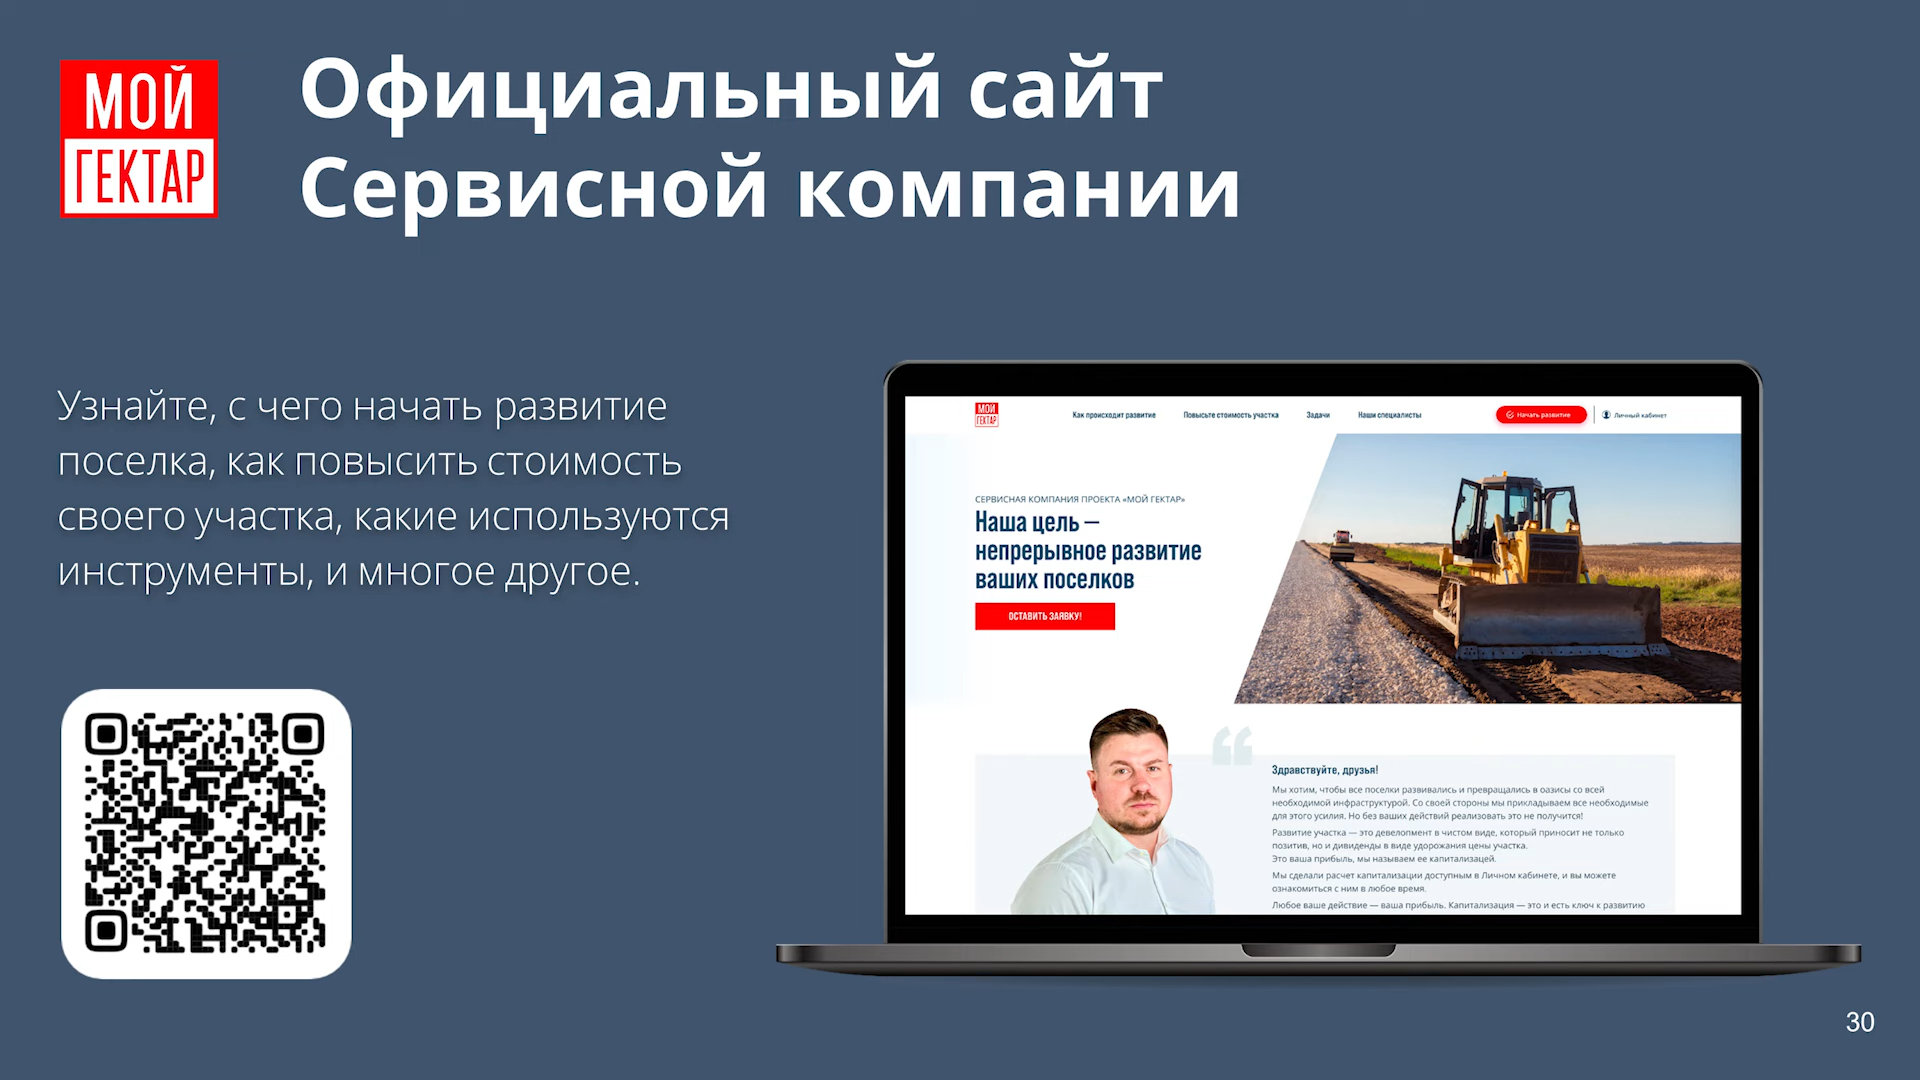 МОЙ
ГЕКТАР
Официальный сайт
Сервисной компании
Узнайте, с чего начать развитие
поселка, как повысить стоимость
своего участка, какие используются
инструменты, и многое другое.
МОЙ
ГЕКТАР
Как происходит развитие
Повысьте стоимость участка
Задачи
Наши специалисты
Начать развитие
Личный кабинет
СЕРВИСНАЯ КОМПАНИЯ ПРОЕКТА «МОЙ ГЕКТАР»
Наша цель –
непрерывное развитие
ваших поселков
ОСТАВИТЬ ЗАЯВКУ!
Здравствуйте, друзья!
Мы хотим, чтобы все поселки развивались и превращались в оазисы со всей
необходимой инфраструктурой. Со своей стороны мы прикладываем все необходимые
для этого усилия. Но без ваших действий реализовать это не получится!
Развитие участка — это девелопмент в чистом виде, который приносит не только
позитив, но и дивиденды в виде удорожания цены участка.
Это ваша прибыль, мы называем ее капитализацей.
Мы сделали расчет капитализации доступным в Личном кабинете, и вы можете
ознакомиться с ним в любое время.
Любое ваше действие — ваша прибыль. Капитализация — это и есть ключ к развитию
30